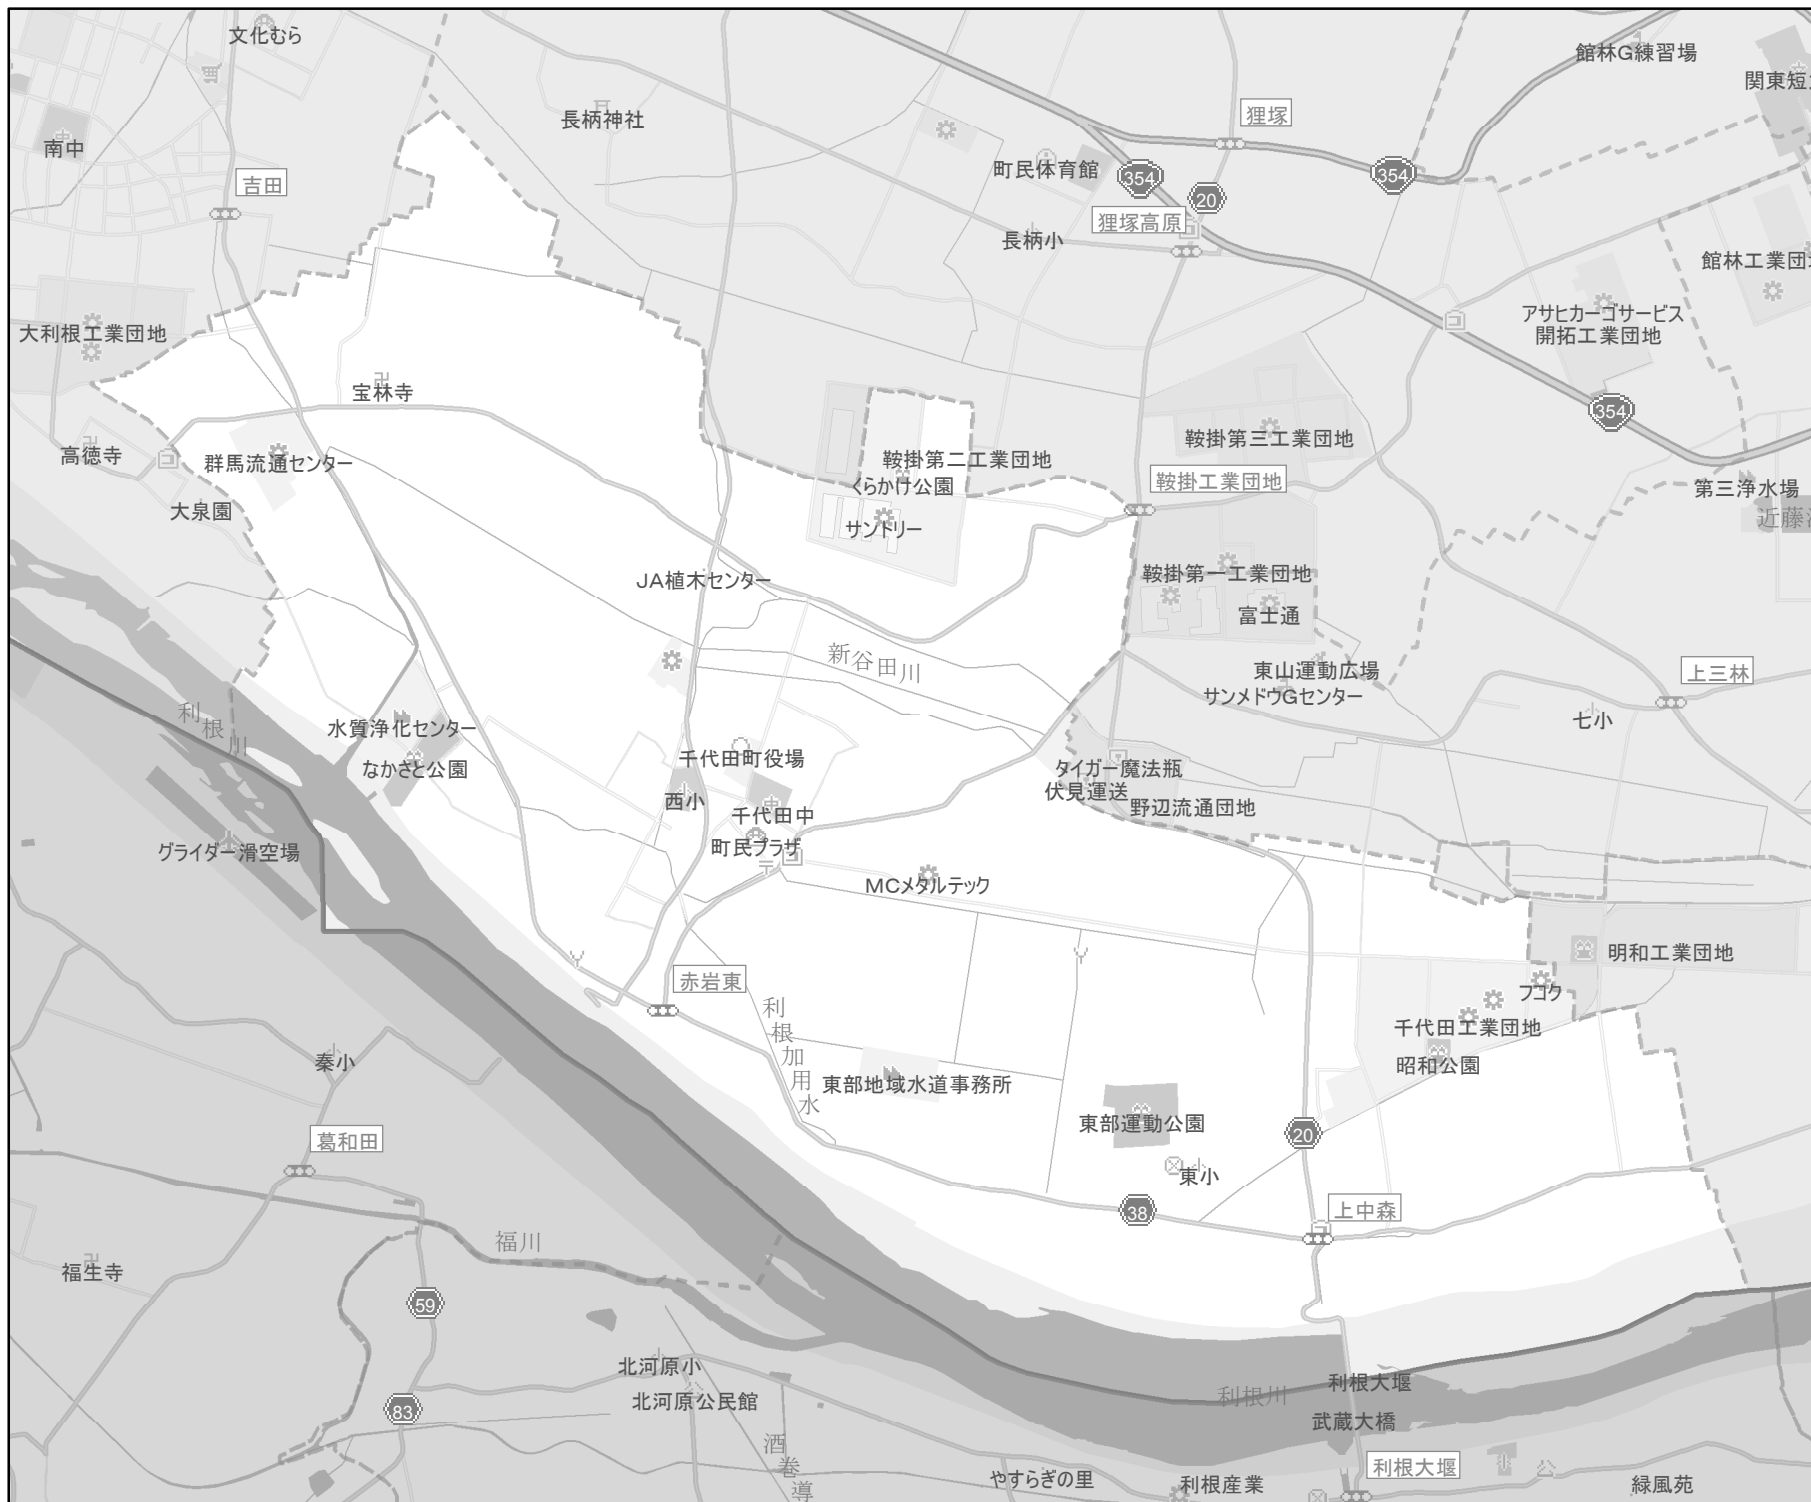 文化むら
館林G練習場
長柄神社
狸塚
南中
町民体育館
354
354
吉田
20
狸塚高原
長柄小
館林工業団
アサヒカーゴサービス
開拓工業団地
大利根工業団地
宝林寺
354
高徳寺
群馬流通センター
鞍掛第二工業団地
くらかけ公園
鞍掛第三工業団地
鞍掛工業団地
第三浄水場
大泉園
サントリー
JA植木センター
鞍掛第一工業団地
富士通
新谷田川
東山運動広場
サンメドウGセンター
上三林
利根川
水質浄化センター
なかさと公園
千代田町役場
七小
タイガー魔法瓶
伏見運送
野辺流通団地
西小
千代田中
町民プラザ
グライダー滑空場
MCメタルテック
明和工業団地
赤岩東
フコク
利根加用水
千代田工業団地
昭和公園
秦小
東部地域水道事務所
東部運動公園
20
葛和田
東小
38
上中森
福川
福生寺
59
北河原小
北河原公民館
利根川
利根大堰
83
武蔵大橋
酒巻導
やすらぎの里
利根産業
利根大堰
緑風苑